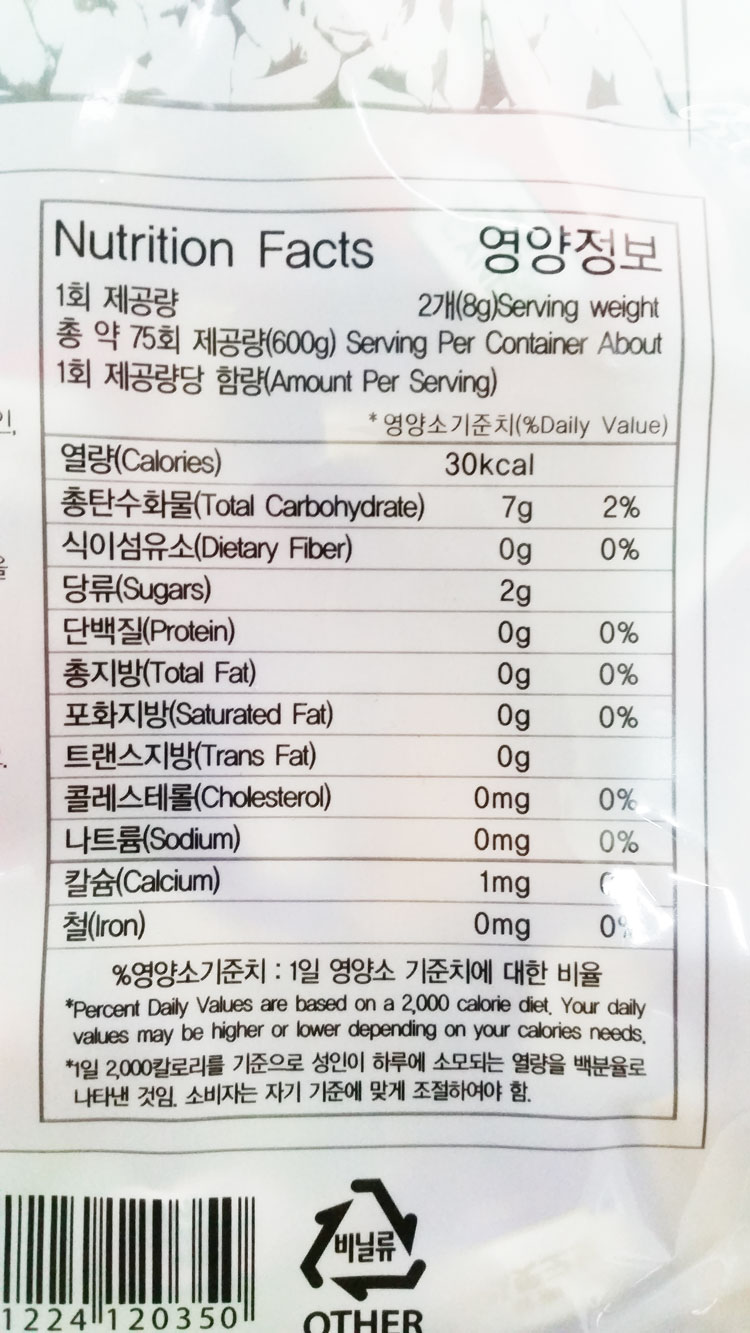 Nutrition Facts 영양정보
1회 제공량 2개(8g)Serving weight
총 약 75회 제공량(600g) Serving Per Container About
1회 제공량당 함량(Amount Per Serving)
*영양소기준치(%Daily Value)
열량(Calories) 30kcal
총탄수화물(Total Carbohydrate) 7g 2%
식이섬유소(Dietary Fiber) 0g 0%
당류(Sugars) 2g
단백질(Protein) 0g 0%
총지방(Total Fat) 0g 0%
포화지방(Saturated Fat) 0g 0%
트랜스지방(Trans Fat) 0g
콜레스테롤(Cholesterol) 0mg 0%
나트륨(Sodium) 0mg 0%
칼슘(Calcium) 1mg
철(Iron) 0mg 0%
%영양소기준치 : 1일 영양소 기준치에 대한 비율
*Percent Daily Values are based on a 2,000 calorie diet. Your daily
values may be higher or lower depending on your calories needs.
*1일 2,000칼로리를 기준으로 성인이 하루에 소모되는 열량을 백분율로
나타낸 것임. 소비자는 자기 기준에 맞게 조절하여야 함.
비닐류
OTHER
1224 120350